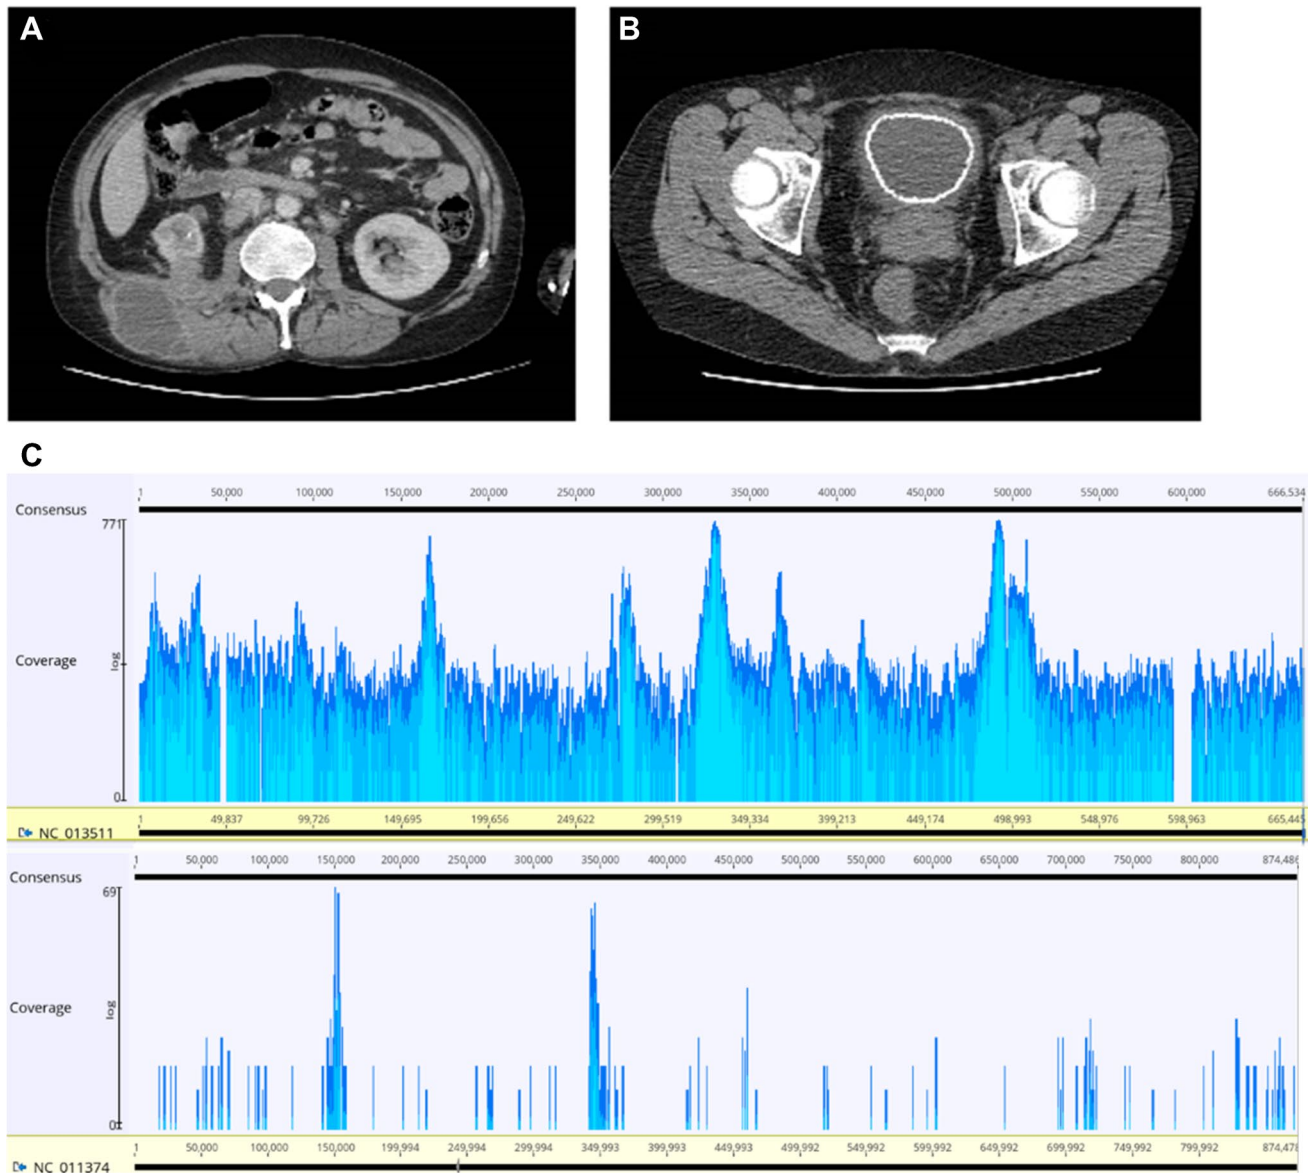 A
B
C
1 50,000 100,000 150,000 200,000 250,000 300,000 350,000 400,000 450,000 500,000 550,000 600,000 666,534
Consensus
771
Coverage
log
0
1 49,837 99,726 149,695 199,656 249,622 299,519 349,334 399,213 449,174 498,993 548,976 598,963 665,445
NC_013511
1 50,000 100,000 150,000 200,000 250,000 300,000 350,000 400,000 450,000 500,000 550,000 600,000 650,000 700,000 750,000 800,000 874,486
Consensus
69
Coverage
log
0
1 50,000 100,000 150,000 199,994 249,994 299,994 349,993 399,993 449,993 499,992 549,992 599,992 649,992 699,992 749,992 799,992 874,478
NC_011374